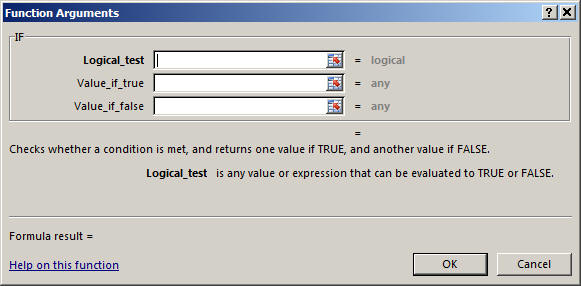 Function Arguments
IF
Logical_test = logical
Value_if_true = any
Value_if_false = any
=
Checks whether a condition is met, and returns one value if TRUE, and another value if FALSE.
Logical_test is any value or expression that can be evaluated to TRUE or FALSE.
Formula result =
Help on this function OK Cancel